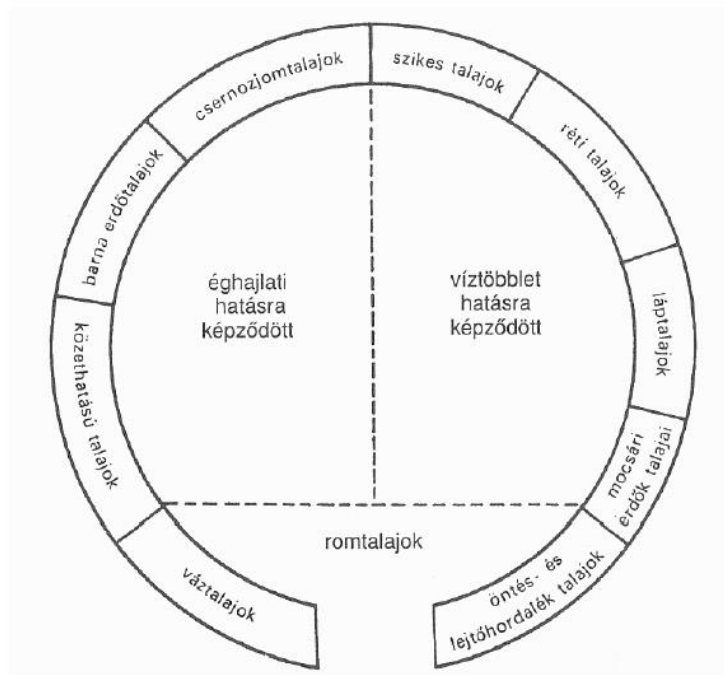 csernozjomtalajok
szikes talajok
réti talajok
barna erdőtalajok
éghajlati
hatásra
képződött
víztöbblet
hatásra
képződött
láptalajok
kőzethatású talajok
mocsári
erdők talajai
romtalajok
váztalajok
öntés- és
lejtőhordalék talajok